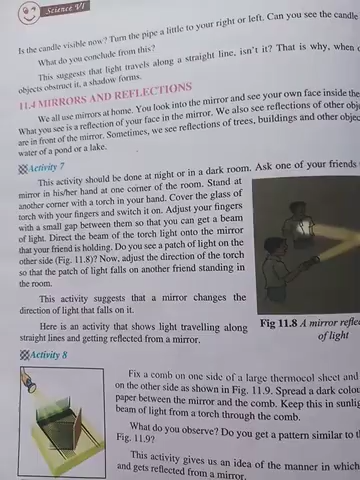 Science VI
Is the candle visible now? Turn the pipe a little to your right or left. Can you see the candle
What do you conclude from this?
This suggests that light travels along a straight line, isn't it? That is why, when
objects obstruct it, a shadow forms.
11.4 MIRRORS AND REFLECTIONS
We all use mirrors at home. You look into the mirror and see your own face inside the
What you see is a reflection of your face in the mirror. We also see reflections of other
are in front of the mirror. Sometimes, we see reflections of trees, buildings and other
water of a pond or a lake.
Activity 7
This activity should be done at night or in a dark room. Ask one of your friends
mirror in his/her hand at one corner of the room. Stand at
another corner with a torch in your hand. Cover the glass of
torch with your fingers and switch it on. Adjust your fingers
with a small gap between them so that you can get a beam
of light. Direct the beam of the torch light onto the mirror
that your friend is holding. Do you see a patch of light on the
other side (Fig. 11.8)? Now, adjust the direction of the torch
so that the patch of light falls on another friend standing in
the room.
This activity suggests that a mirror changes the
direction of light that falls on it.
Here is an activity that shows light travelling along
straight lines and getting reflected from a mirror.
Fig 11.8 A mirror
of light
Activity 8
Fix a comb on one side of a large thermocol sheet and
on the other side as shown in Fig. 11.9. Spread a dark
paper between the mirror and the comb. Keep this in
beam of light from a torch through the comb.
What do you observe? Do you get a pattern similar to
Fig. 11.9?
This activity gives us an idea of the manner in which
and gets reflected from a mirror.